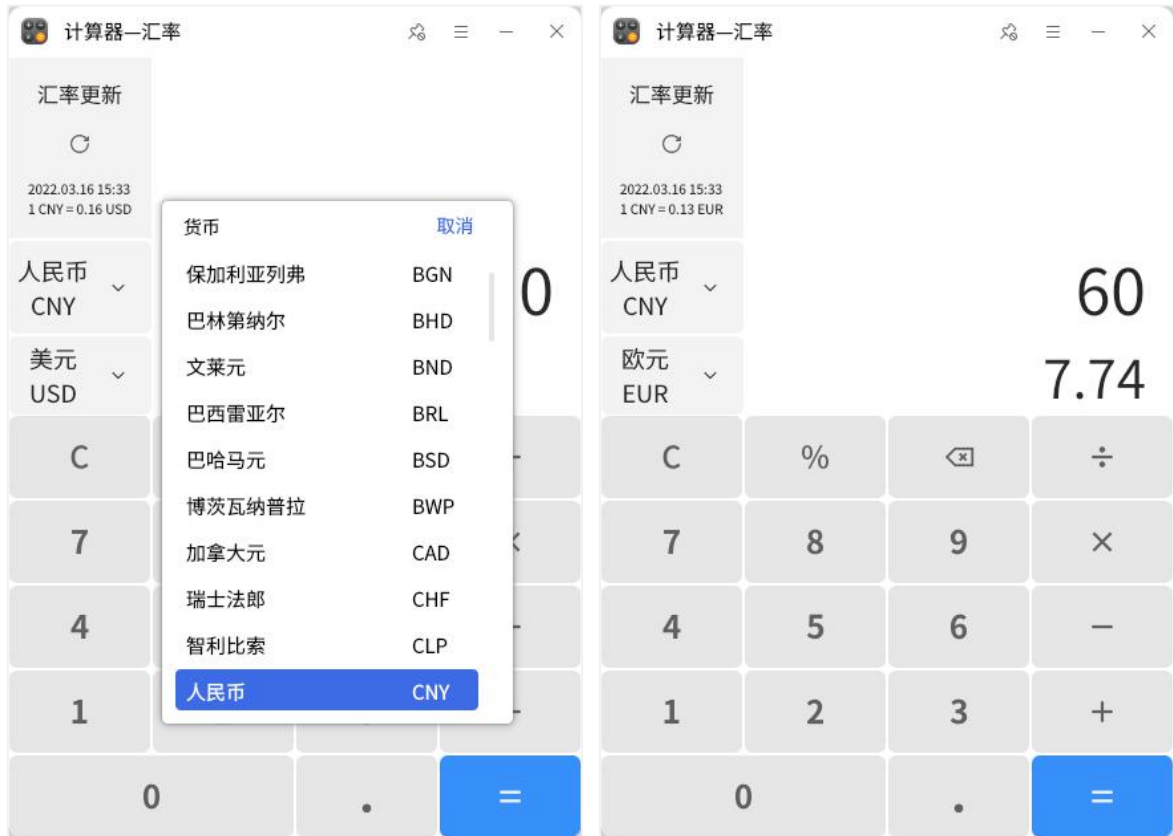 计算器—汇率
汇率更新
2022.03.16 15:33
1 CNY = 0.16 USD
人民币
CNY
0
美元
USD
货币 取消
保加利亚列弗 BGN
巴林第纳尔 BHD
文莱元 BND
巴西雷亚尔 BRL
巴哈马元 BSD
博茨瓦纳普拉 BWP
加拿大元 CAD
瑞士法郎 CHF
智利比索 CLP
人民币 CNY
C
7
4
1
0 . =
计算器—汇率
汇率更新
2022.03.16 15:33
1 CNY = 0.13 EUR
人民币
CNY
60
欧元
EUR
7.74
C % ÷
7 8 9 ×
4 5 6 −
1 2 3 +
0 . =